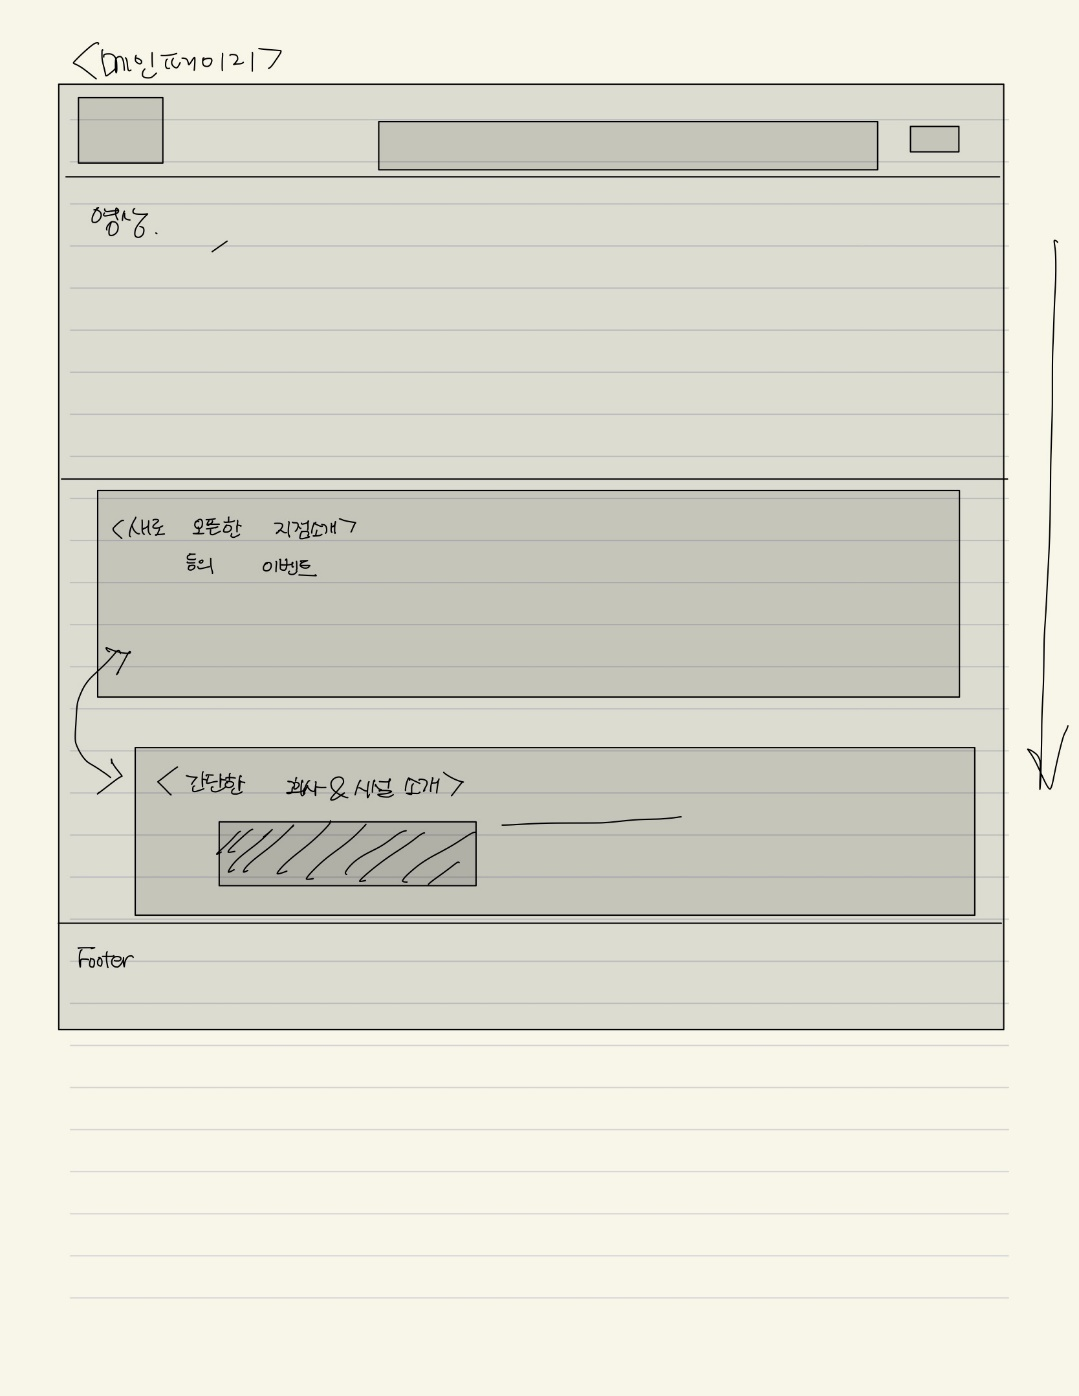 <메인페이지>
영상.
<새로 오픈한 지점소개>
등의 이벤트
<간단한 회사 & 시설 소개>
Footer